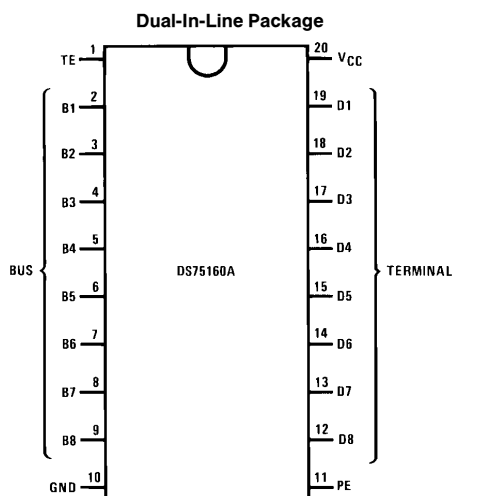 Dual-In-Line Package
TE 1 20 VCC
B1 2 19 D1
B2 3 18 D2
B3 4 17 D3
B4 5 16 D4
BUS DS75160A TERMINAL
B5 6 15 D5
B6 7 14 D6
B7 8 13 D7
B8 9 12 D8
GND 10 11 PE